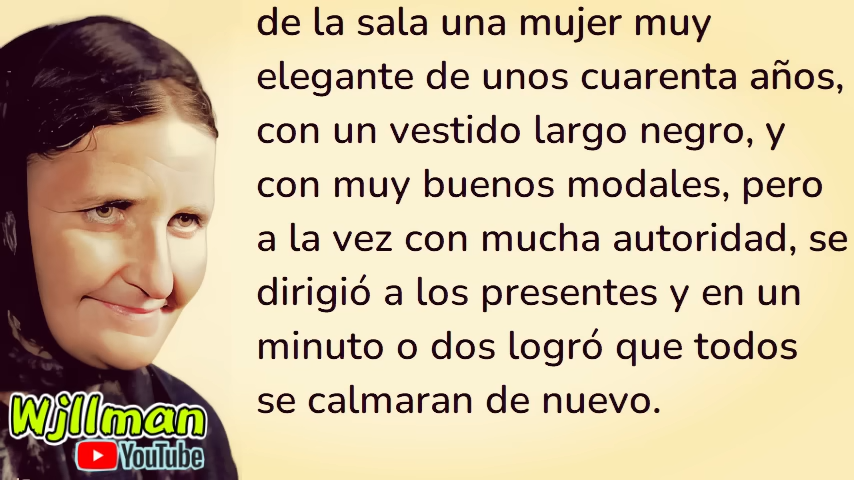 de la sala una mujer muy
elegante de unos cuarenta años,
con un vestido largo negro, y
con muy buenos modales, pero
a la vez con mucha autoridad, se
dirigió a los presentes y en un
minuto o dos logró que todos
se calmaran de nuevo.
Wjllman
YouTube